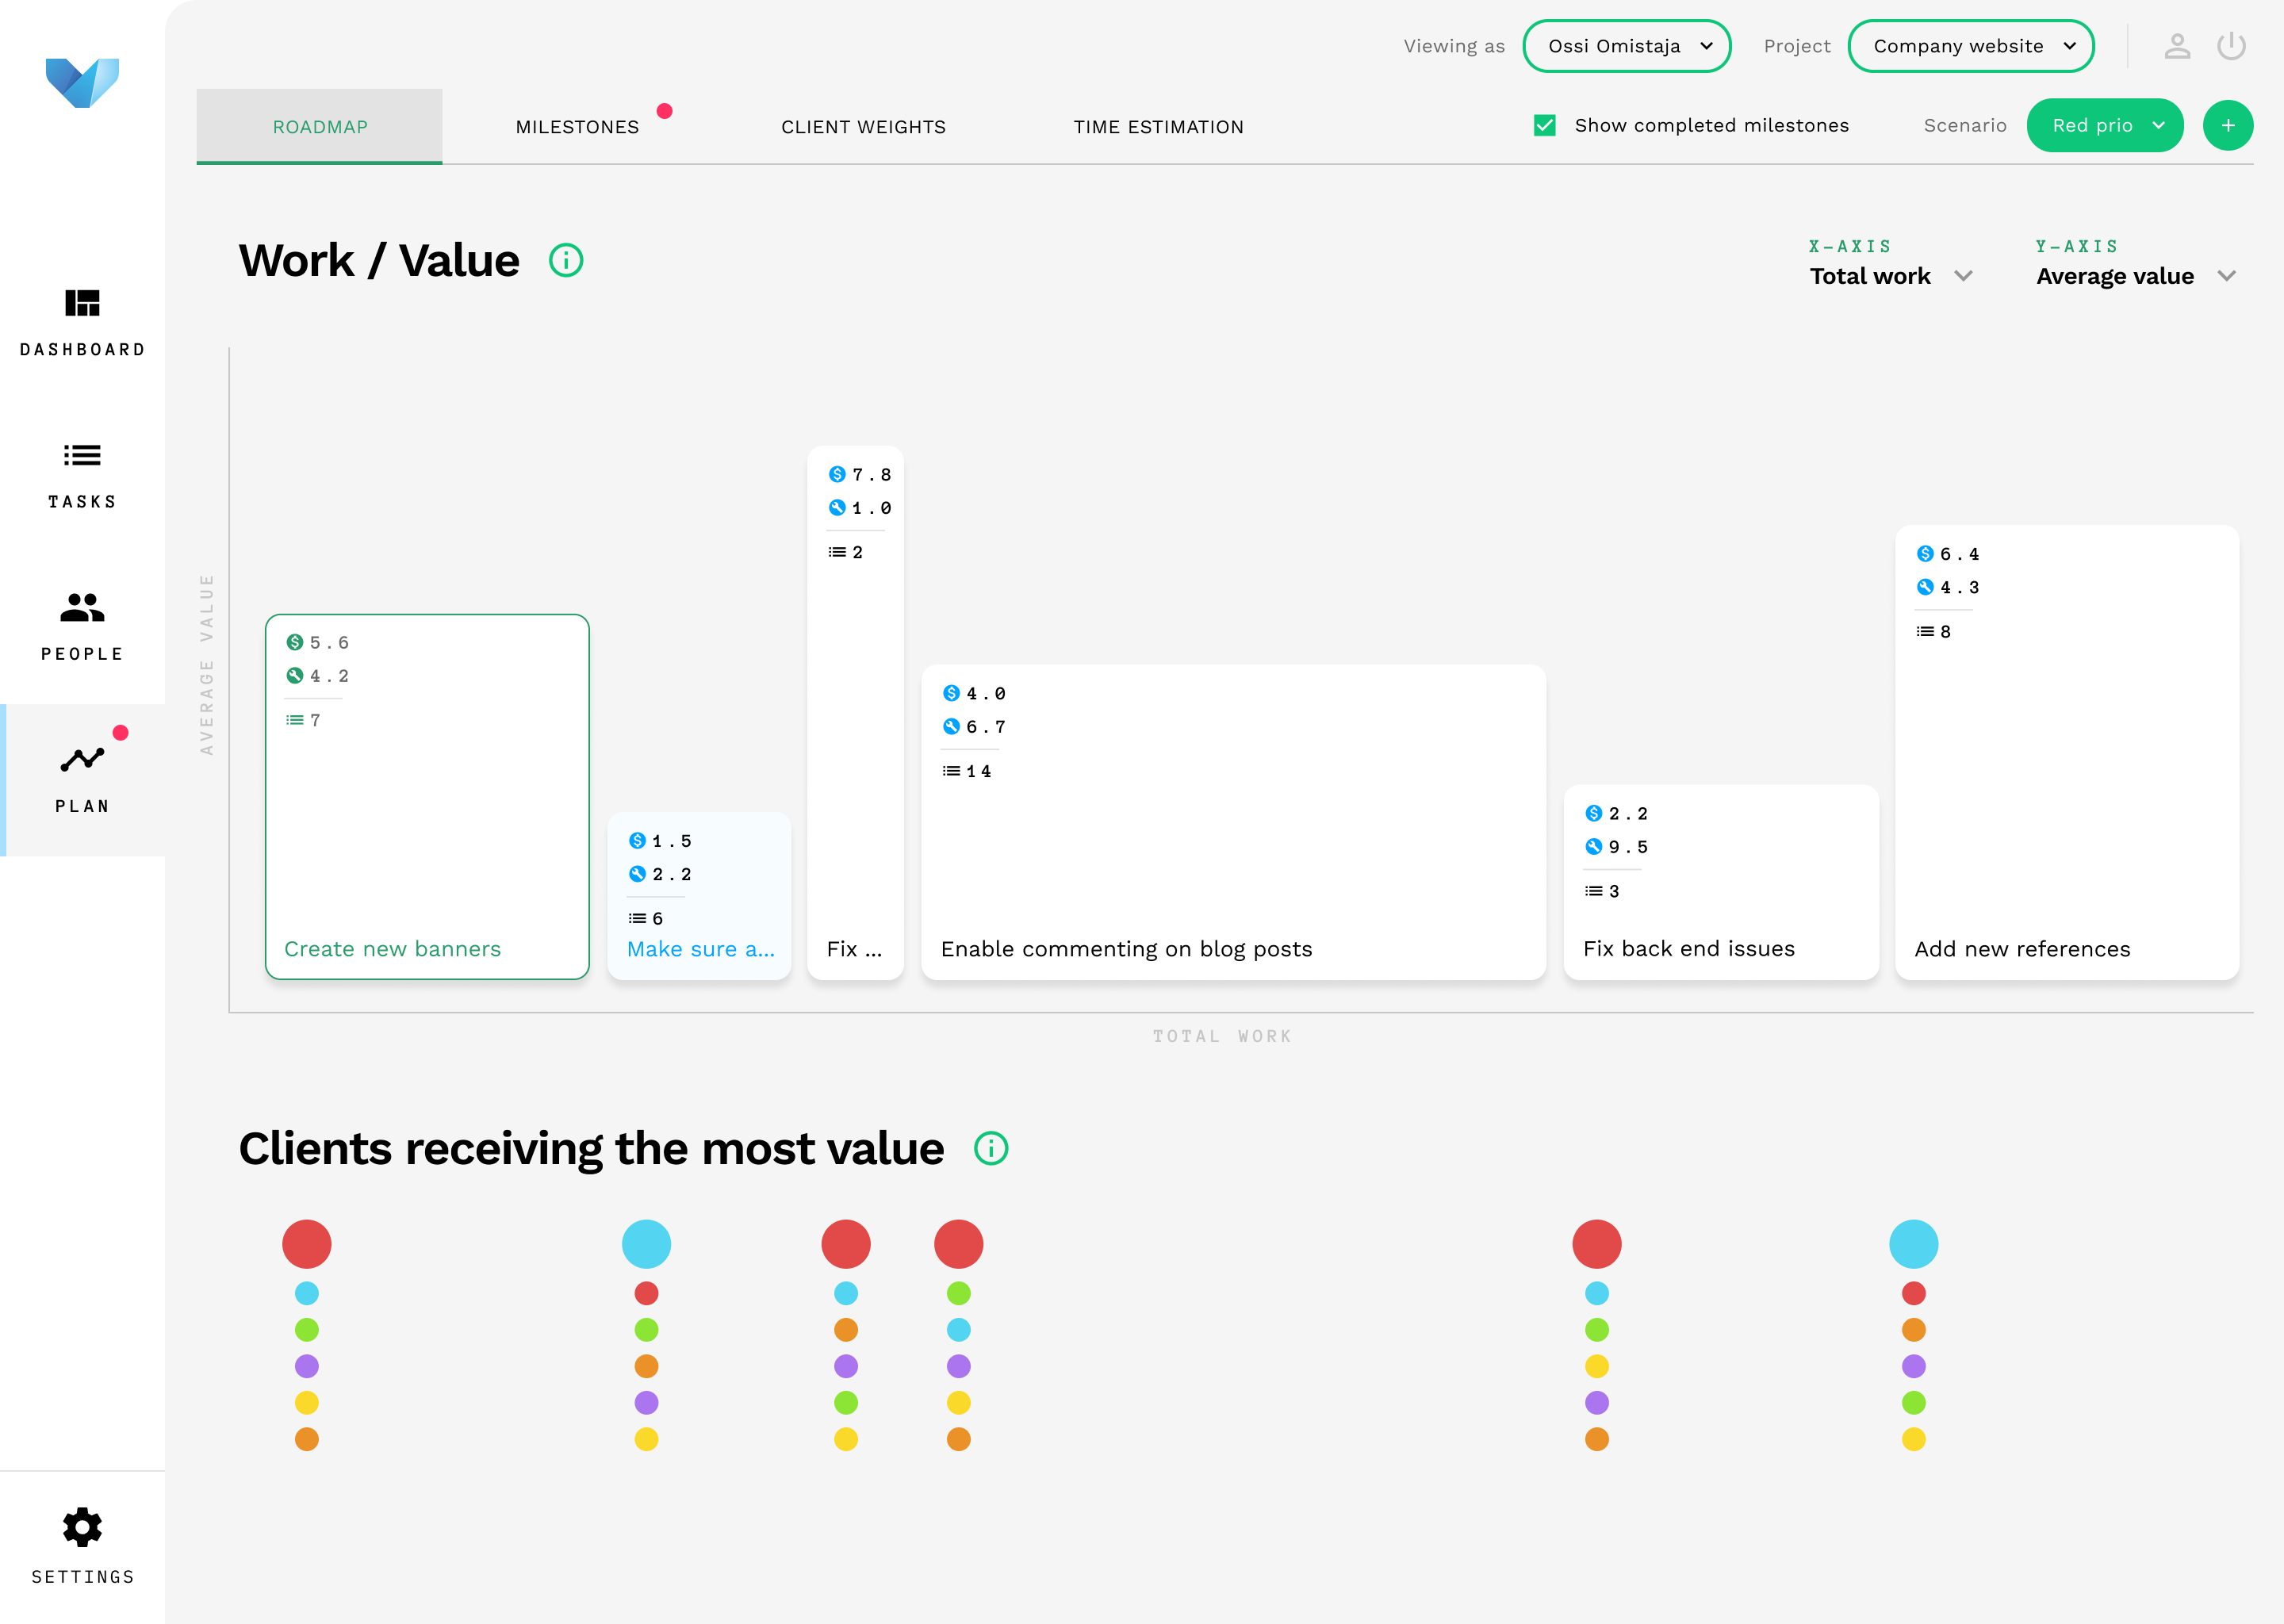 Viewing as
Ossi Omistaja
Project
Company website
ROADMAP
MILESTONES
CLIENT WEIGHTS
TIME ESTIMATION
Show completed milestones
Scenario
Red prio
+
DASHBOARD
TASKS
PEOPLE
PLAN
SETTINGS
Work / Value
X-AXIS
Total work
Y-AXIS
Average value
AVERAGE VALUE
5.6
4.2
7
Create new banners
1.5
2.2
6
Make sure a...
7.8
1.0
2
Fix ...
4.0
6.7
14
Enable commenting on blog posts
2.2
9.5
3
Fix back end issues
6.4
4.3
8
Add new references
TOTAL WORK
Clients receiving the most value